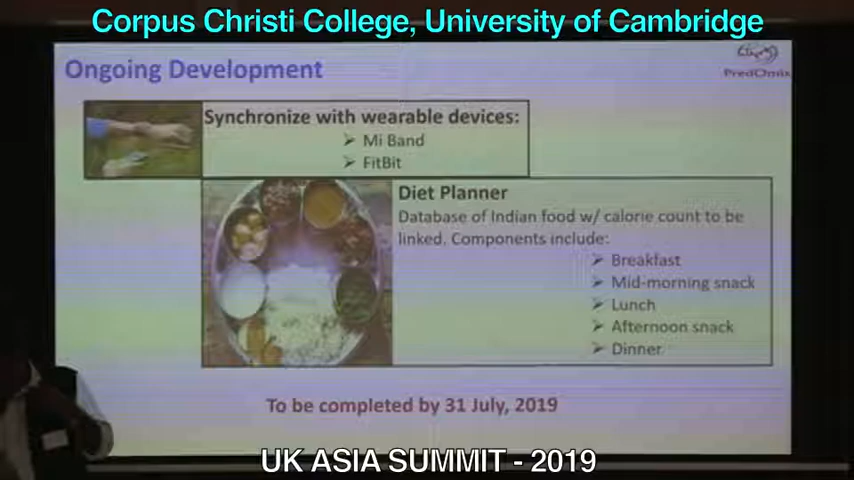 Corpus Christi College, University of Cambridge
Ongoing Development
PredOmix
Synchronize with wearable devices:
➢ Mi Band
➢ FitBit
Diet Planner
Database of Indian food w/ calorie count to be
linked. Components include:
➢ Breakfast
➢ Mid-morning snack
➢ Lunch
➢ Afternoon snack
➢ Dinner
To be completed by 31 July, 2019
UK ASIA SUMMIT - 2019